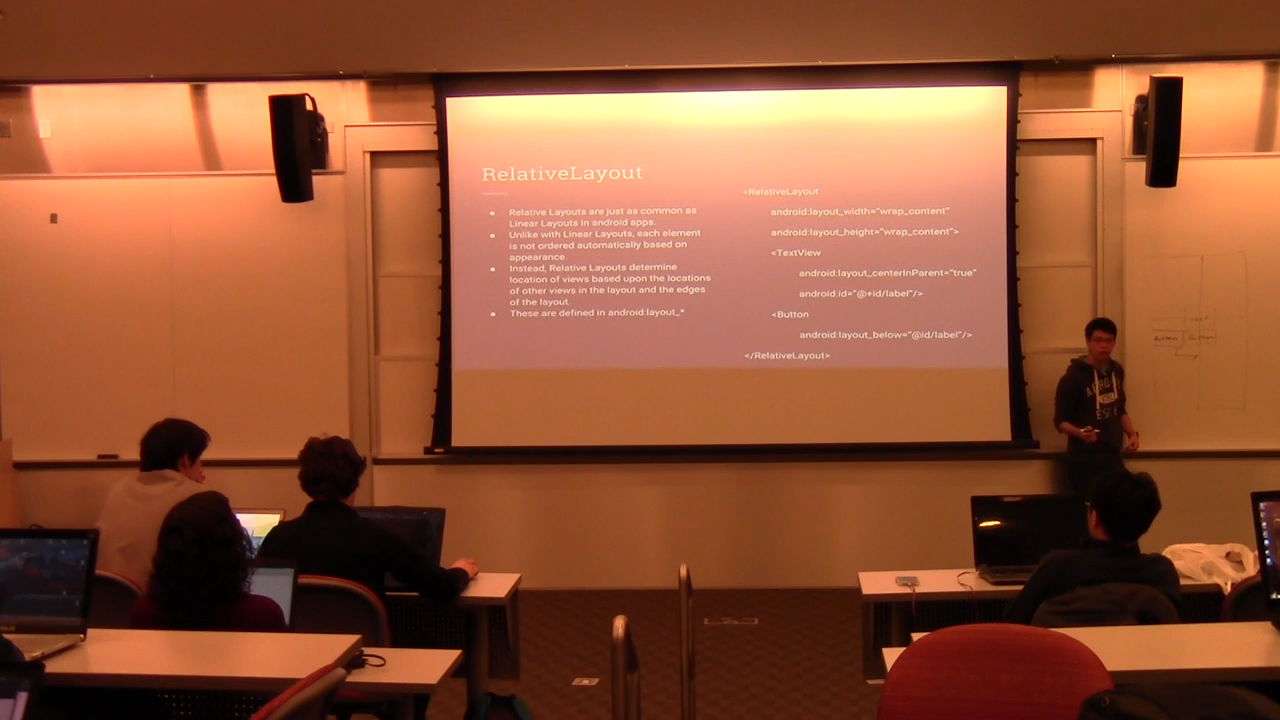 RelativeLayout
Relative Layouts are just as common as
Linear Layouts in android apps.
Unlike with Linear Layouts, each element
is not ordered automatically based on
appearance.
Instead, Relative Layouts determine
location of views based upon the locations
of other views in the layout and the edges
of the layout.
These are defined in android:layout_*
<RelativeLayout
android:layout_width="wrap_content"
android:layout_height="wrap_content">
<TextView
android:layout_centerInParent="true"
android:id="@+id/label"/>
<Button
android:layout_below="@id/label"/>
</RelativeLayout>